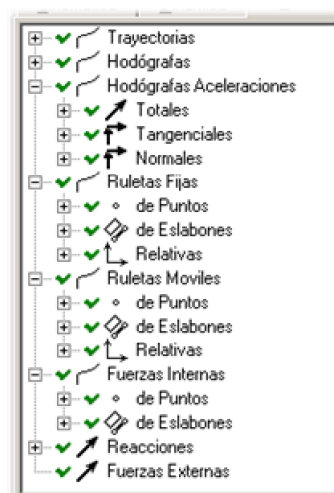 Trayectorias
Hodógrafas
Hodógrafas Aceleraciones
Totales
Tangenciales
Normales
Ruletas Fijas
de Puntos
de Eslabones
Relativas
Ruletas Moviles
de Puntos
de Eslabones
Relativas
Fuerzas Internas
de Puntos
de Eslabones
Reacciones
Fuerzas Externas